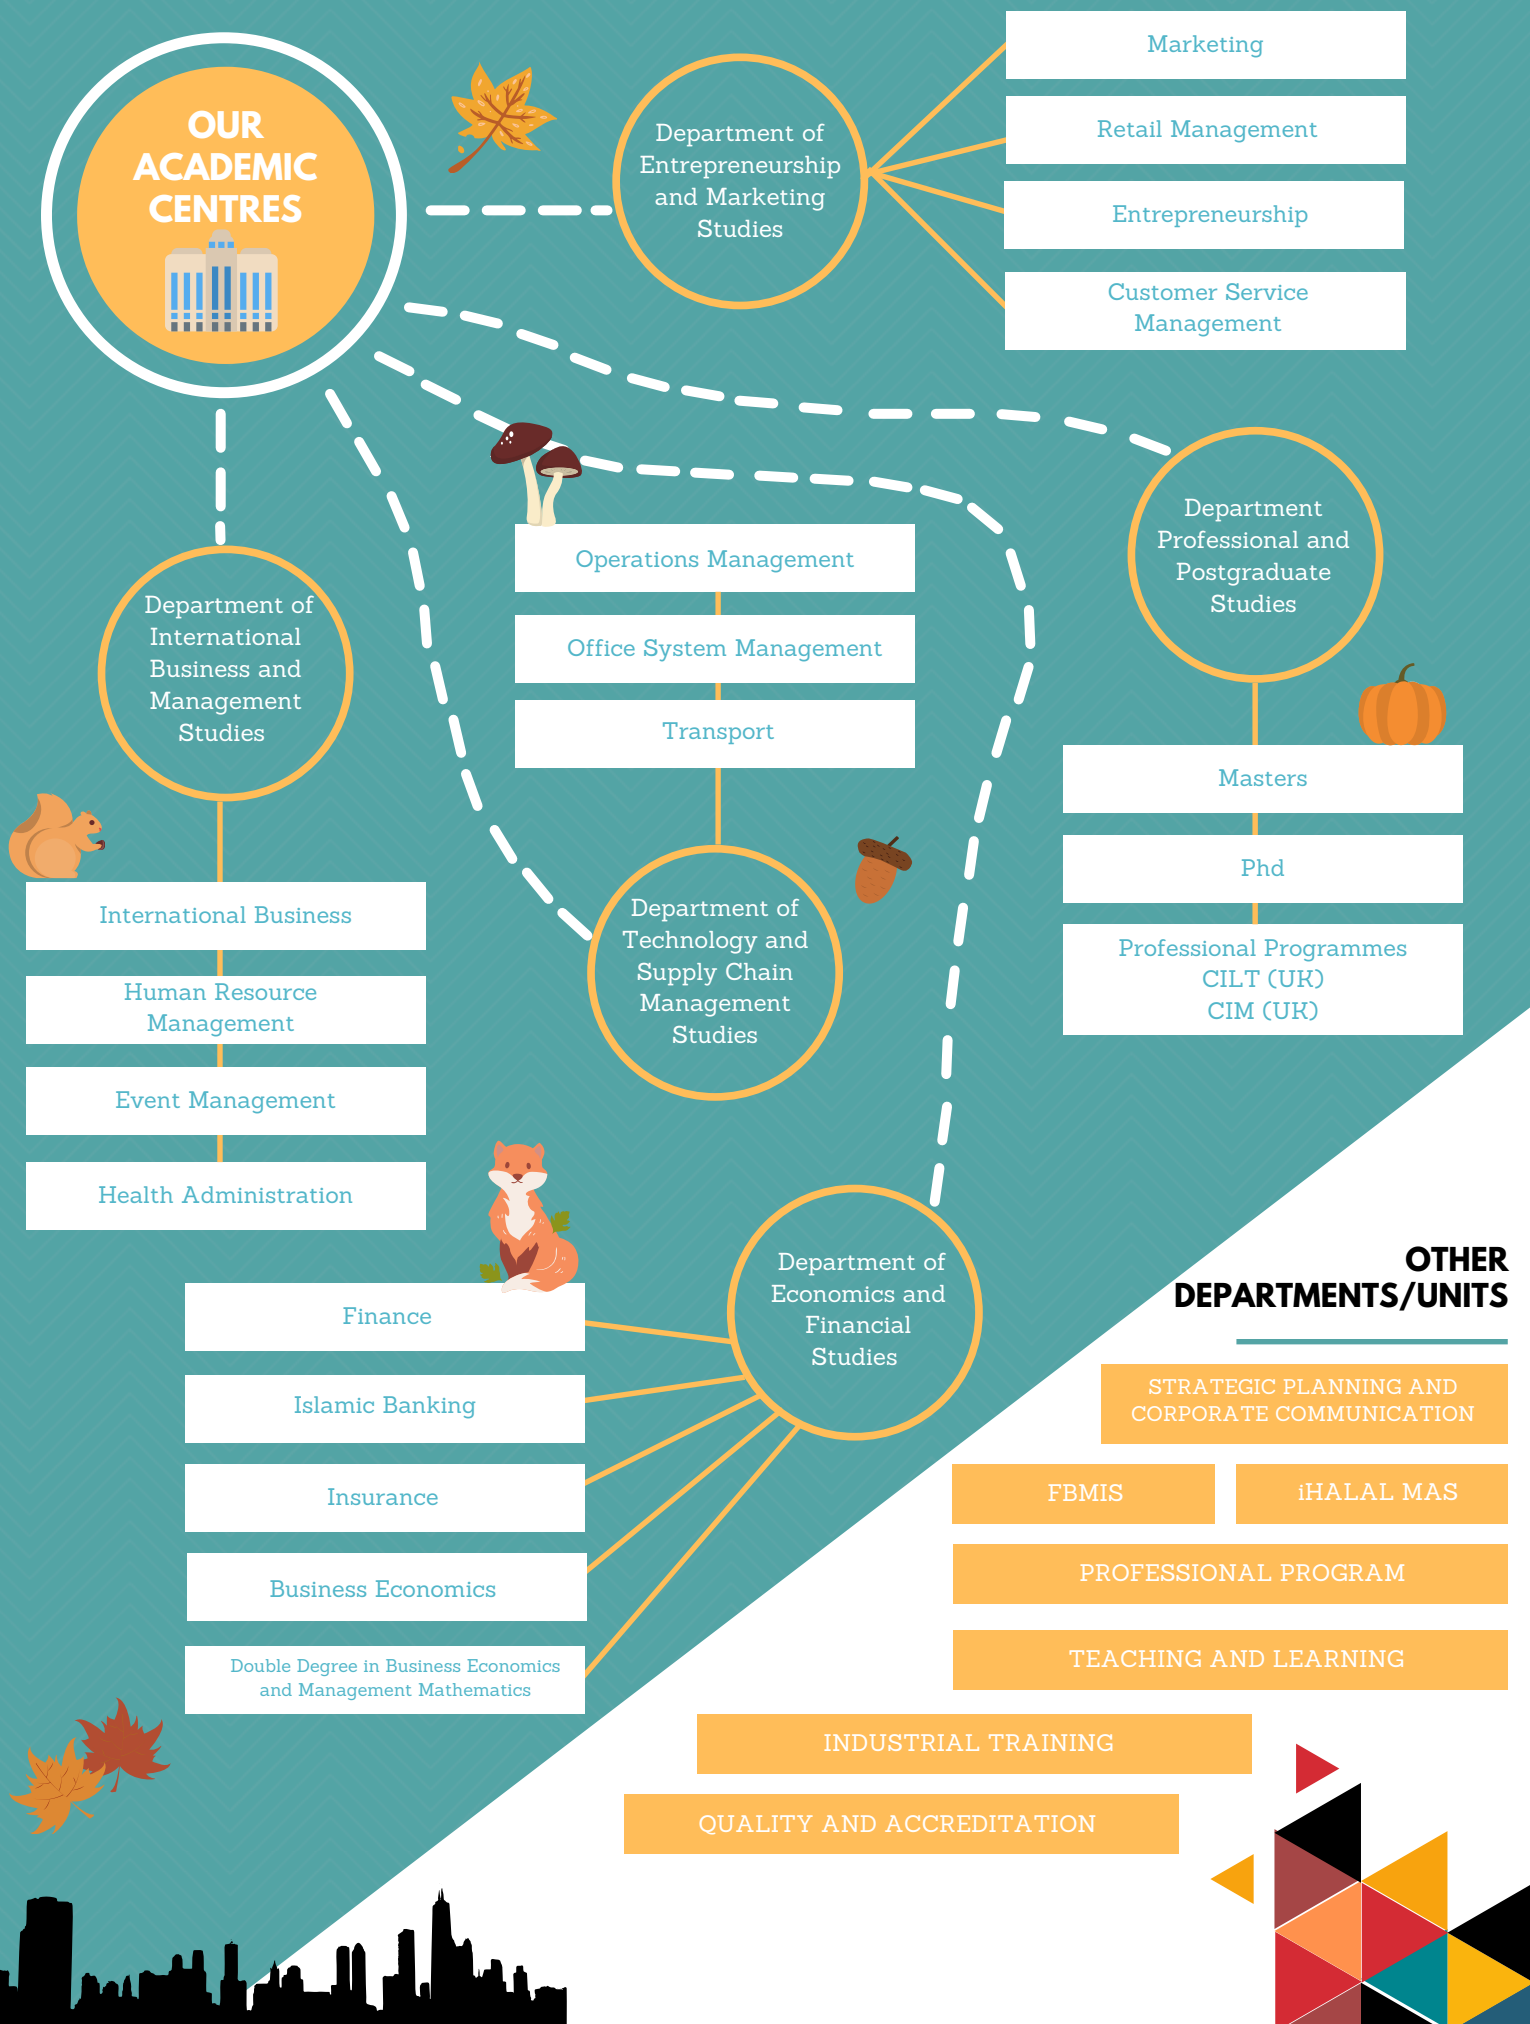 OUR
ACADEMIC
CENTRES
Department of
Entrepreneurship
and Marketing
Studies
Marketing
Retail Management
Entrepreneurship
Customer Service
Management
Department
Professional and
Postgraduate
Studies
Masters
Phd
Professional Programmes
CILT (UK)
CIM (UK)
Operations Management
Office System Management
Transport
Department of
Technology and
Supply Chain
Management
Studies
Department of
International
Business and
Management
Studies
International Business
Human Resource
Management
Event Management
Health Administration
Department of
Economics and
Financial
Studies
Finance
Islamic Banking
Insurance
Business Economics
Double Degree in Business Economics
and Management Mathematics
OTHER
DEPARTMENTS/UNITS
STRATEGIC PLANNING AND
CORPORATE COMMUNICATION
FBMIS
iHALAL MAS
PROFESSIONAL PROGRAM
TEACHING AND LEARNING
INDUSTRIAL TRAINING
QUALITY AND ACCREDITATION